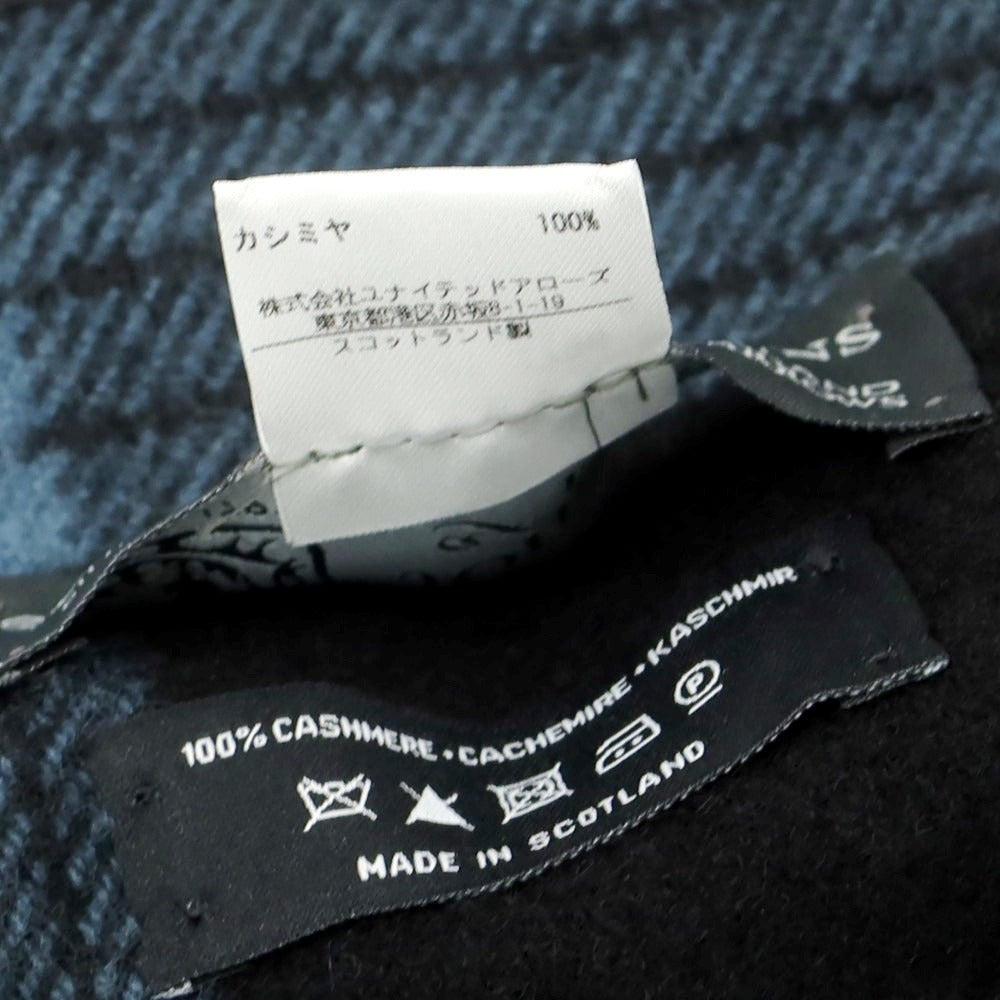 カシミヤ 100%
株式会社ユナイテッドアローズ
東京都港区赤坂8-1-19
スコットランド製
100% CASHMERE • CACHEMIRE • KASCHMIR
P
MADE IN SCOTLAND